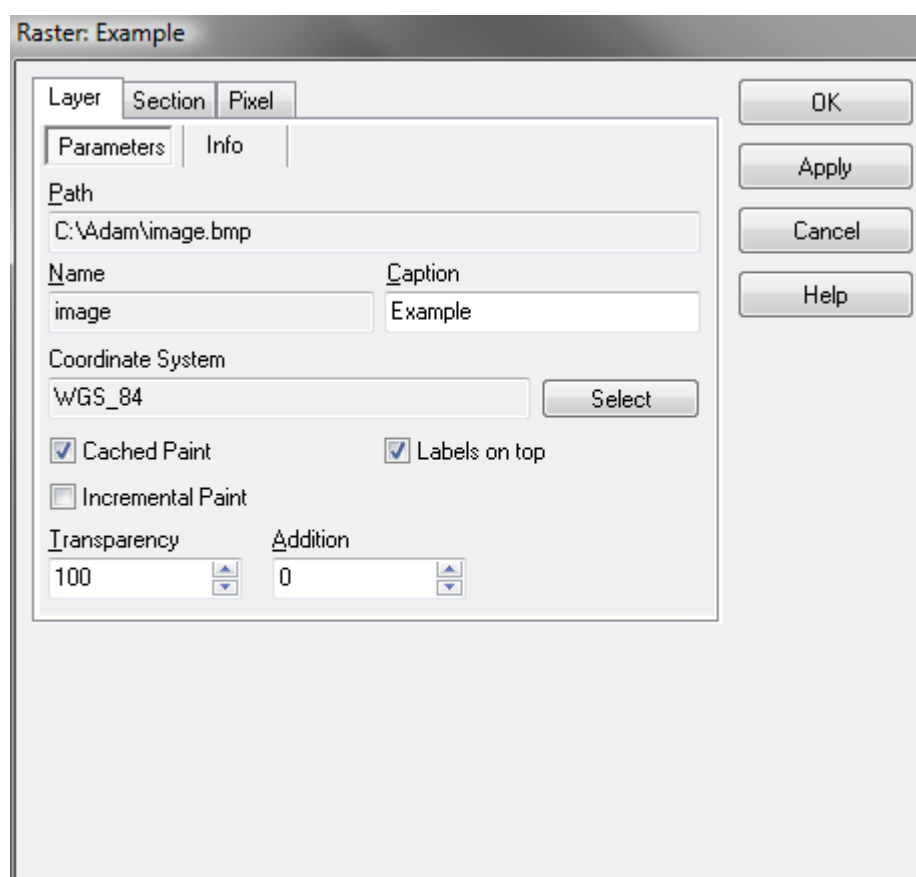 Raster: Example
Layer Section Pixel
OK
Parameters Info
Apply
Path
C:\Adam\image.bmp
Cancel
Name Caption
Help
image Example
Coordinate System
WGS_84 Select
Cached Paint Labels on top
Incremental Paint
Transparency Addition
100 0